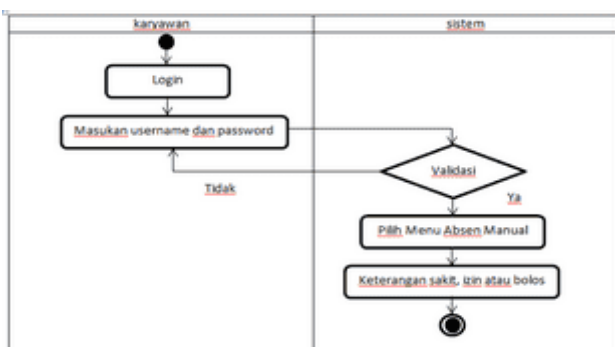 karyawan
sistem
Login
Masukan username dan password
Validasi
Tidak
Ya
Pilih Menu Absen Manual
Keterangan sakit, izin atau bolos